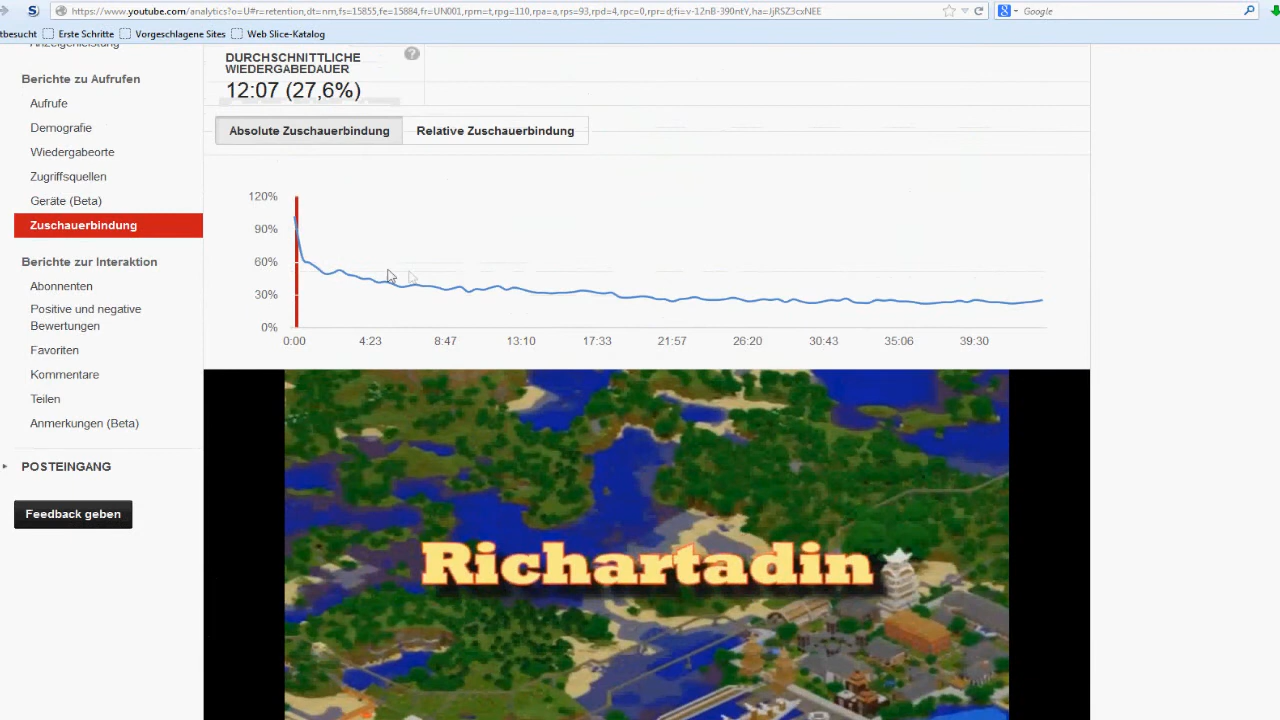 https://www.youtube.com/analytics?o=U#r=retention,dt=nm,fs=15855,fe=15884,fr=UN001,rpm=t,rpg=110,rpa=a,rps=93,rpd=4,rpc=0,rpr=d;fi=v-12h8-390ntY,ha=JjRSZ3cxNEE
Google
tbesucht Erste Schritte Vorgeschlagene Sites Web Slice-Katalog
Anzeigenleistung
Berichte zu Aufrufen
Aufrufe
Demografie
Wiedergabeorte
Zugriffsquellen
Geräte (Beta)
Zuschauerbindung
Berichte zur Interaktion
Abonnenten
Positive und negative
Bewertungen
Favoriten
Kommentare
Teilen
Anmerkungen (Beta)
POSTEINGANG
Feedback geben
DURCHSCHNITTLICHE
WIEDERGABEDAUER
?
12:07 (27,6%)
Absolute Zuschauerbindung Relative Zuschauerbindung
120%
90%
60%
30%
0%
0:00 4:23 8:47 13:10 17:33 21:57 26:20 30:43 35:06 39:30
Richartadin